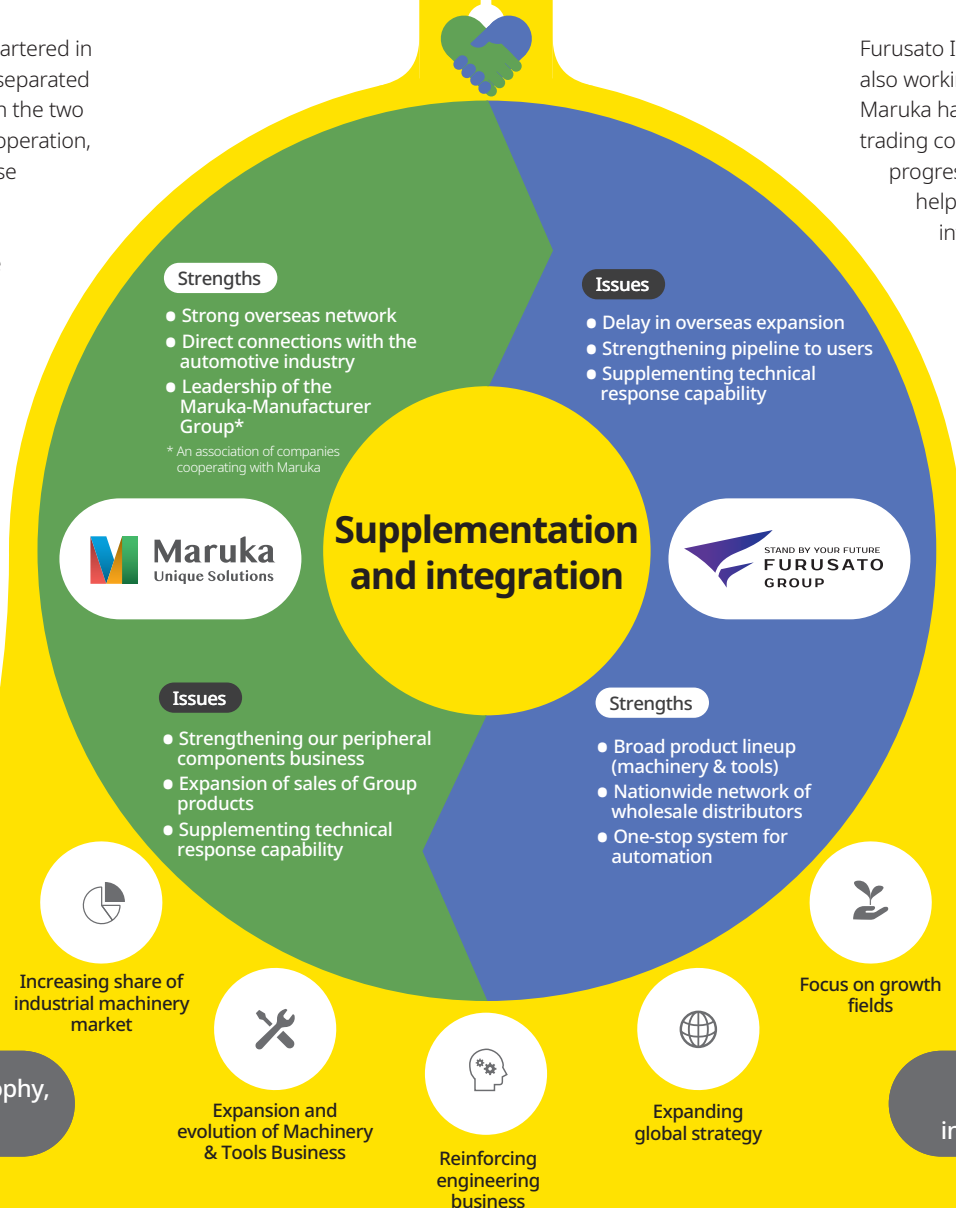 artered in
separated
n the two
operation,
se
Furusato I
also worki
Maruka ha
trading co
progres
help
in
Strengths
● Strong overseas network
● Direct connections with the
automotive industry
● Leadership of the
Maruka-Manufacturer
Group*
* An association of companies
cooperating with Maruka
Issues
● Delay in overseas expansion
● Strengthening pipeline to users
● Supplementing technical
response capability
Maruka
Unique Solutions
Supplementation
and integration
STAND BY YOUR FUTURE
FURUSATO
GROUP
Issues
● Strengthening our peripheral
components business
● Expansion of sales of Group
products
● Supplementing technical
response capability
Strengths
● Broad product lineup
(machinery & tools)
● Nationwide network of
wholesale distributors
● One-stop system for
automation
Increasing share of
industrial machinery
market
Expansion and
evolution of Machinery
& Tools Business
Reinforcing
engineering
business
Expanding
global strategy
Focus on growth
fields
ophy,
in